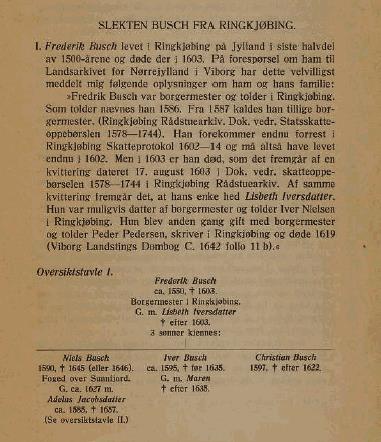 SLEKTEN BUSCH FRA RINGKJØBING.
I. Frederik Busch levet i Ringkjøbing på Jylland i siste halvdel
av 1500-årene og døde der i 1603. På forespørsel om ham til
Landsarkivet for Nørrejylland i Viborg har dette velvilligst
meddelt mig følgende oplysninger om ham og hans familie:
»Fredrik Busch var borgermester og tolder i Ringkjøbing.
Som tolder nævnes han 1586. Fra 1587 kaldes han tillige bor-
germester. (Ringkjøbing Rådstuearkiv. Dok. vedr. Statsskatte-
oppebørslen 1578—1744). Han forekommer endnu forrest i
Ringkjøbing Skatteprotokol 1602—14 og må altså have levet
endnu i 1602. Men i 1603 er han død, som det fremgår af en
kvittering dateret 17. august 1603 i Dok. vedr. skatteoppe-
børselen 1578—1744 i Ringkjøbing Rådstuearkiv. Af samme
kvittering fremgår det, at hans enke hed Lisbeth Iversdatter.
Hun var muligvis datter af borgermester og tolder Iver Nielsen
i Ringkjøbing. Hun blev anden gang gift med borgermester
og tolder Peder Pedersen, skriver i Ringkjøbing og døde 1619
(Viborg Landstings Dombog C. 1642 folio 11 b).«
Oversiktstavle I.
Frederik Busch
ca. 1550, † 1603.
Borgermester i Ringkjøbing.
G. m. Lisbeth Iversdatter
† efter 1603.
3 sønner kjennes:
Niels Busch
1590, † 1645 (eller 1646).
Foged over Sunnfjord.
G. ca. 1627 m.
Adelus Jacobsdatter
ca. 1585, † 1657.
(Se oversiktstavle II.)
Iver Busch
ca. 1595, † før 1635.
G. m. Maren
† efter 1635.
Christian Busch
1597, † efter 1622.